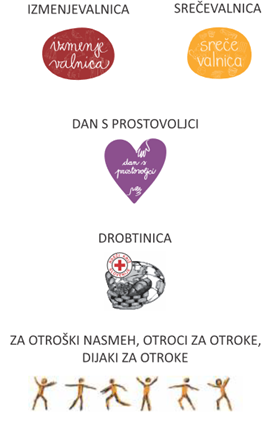 IZMENJEVALNICA
SREČEVALNICA
izmenje
valnica
sreče
valnica
DAN S PROSTOVOLJCI
dan s
prostovoljci
DROBTINICA
ZA OTROŠKI NASMEH, OTROCI ZA OTROKE,
DIJAKI ZA OTROKE